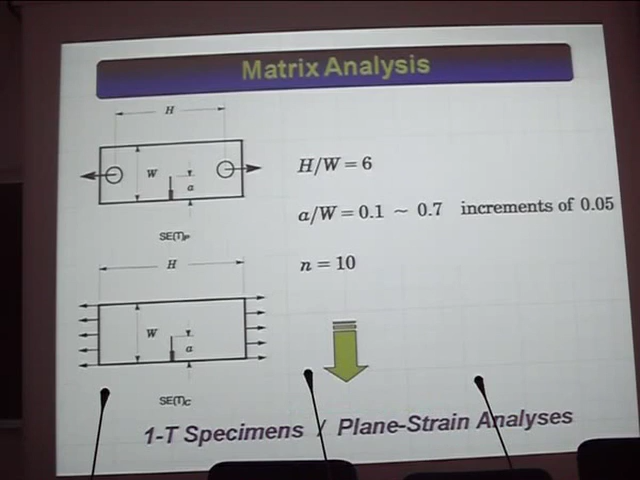 Matrix Analysis
H
W
a
SE(T)P
H
W
a
SE(T)C
H/W = 6
a/W = 0.1 ~ 0.7 increments of 0.05
n = 10
1-T Specimens / Plane-Strain Analyses